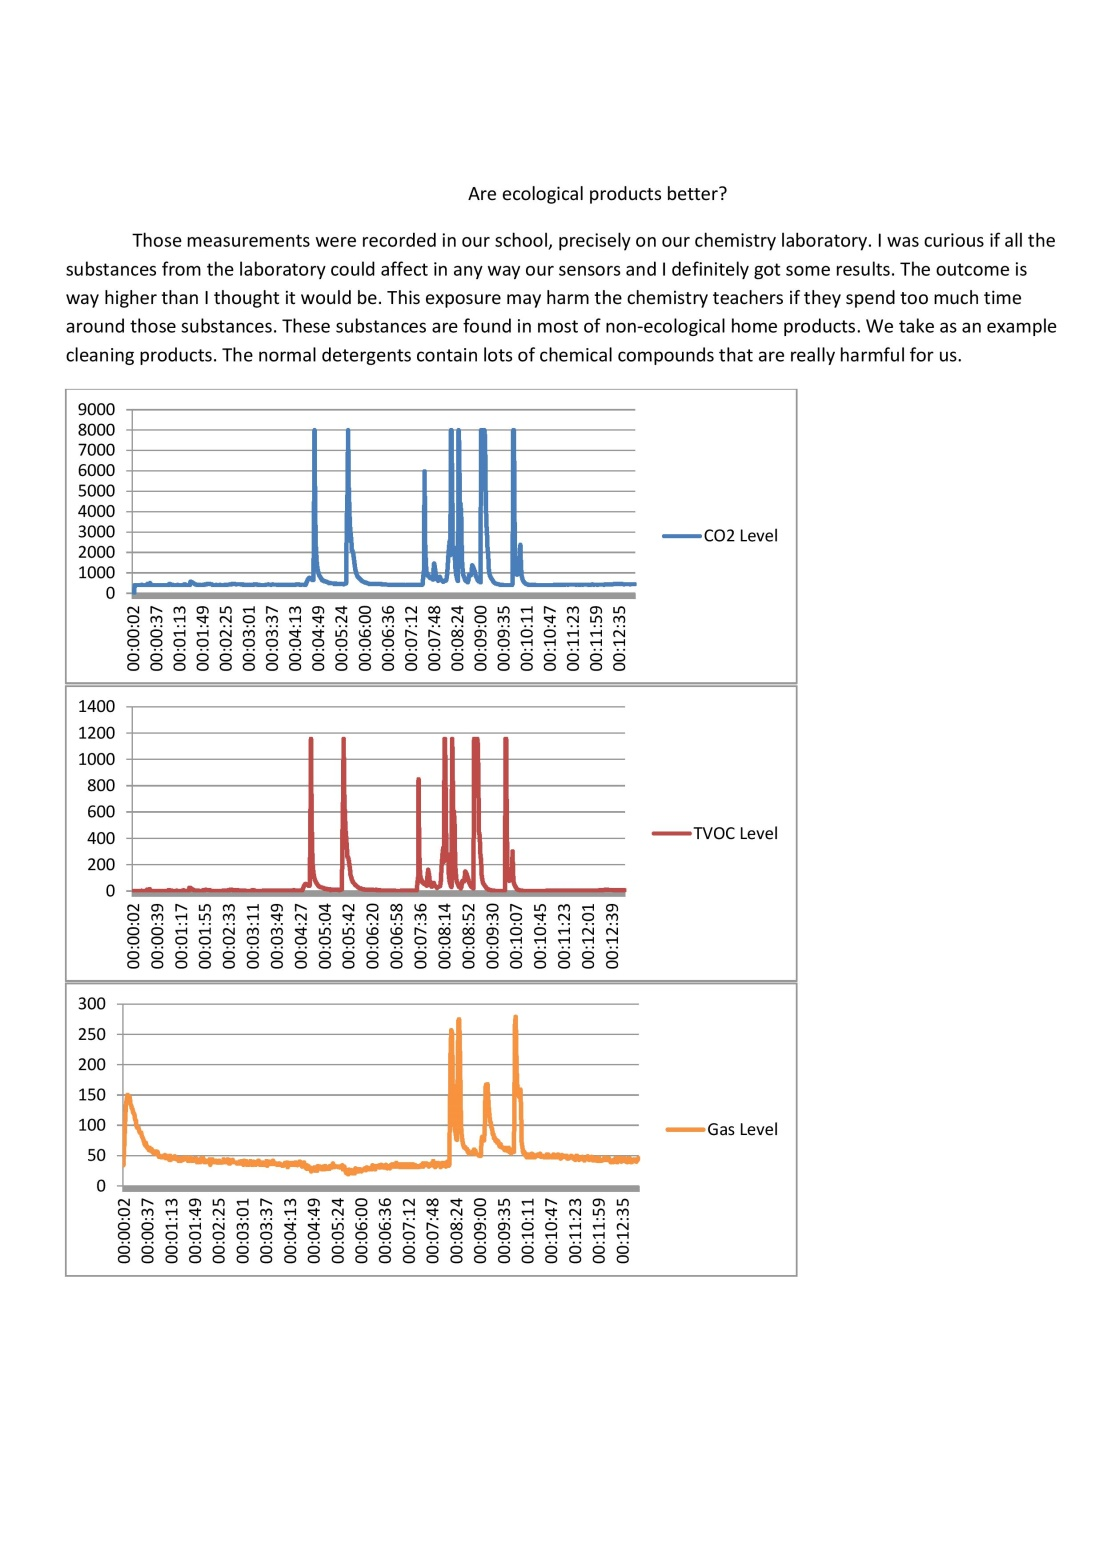 Are ecological products better?
Those measurements were recorded in our school, precisely on our chemistry laboratory. I was curious if all the
substances from the laboratory could affect in any way our sensors and I definitely got some results. The outcome is
way higher than I thought it would be. This exposure may harm the chemistry teachers if they spend too much time
around those substances. These substances are found in most of non-ecological home products. We take as an example
cleaning products. The normal detergents contain lots of chemical compounds that are really harmful for us.
9000
8000
7000
6000
5000
4000
3000
2000
1000
0
CO2 Level
00:00:02 00:00:37 00:01:13 00:01:49 00:02:25 00:03:01 00:03:37 00:04:13 00:04:49 00:05:24 00:06:00 00:06:36 00:07:12 00:07:48 00:08:24 00:09:00 00:09:35 00:10:11 00:10:47 00:11:23 00:11:59 00:12:35
1400
1200
1000
800
600
400
200
0
TVOC Level
00:00:02 00:00:39 00:01:17 00:01:55 00:02:33 00:03:11 00:03:49 00:04:27 00:05:04 00:05:42 00:06:20 00:06:58 00:07:36 00:08:14 00:08:52 00:09:30 00:10:07 00:10:45 00:11:23 00:12:01 00:12:39
300
250
200
150
100
50
0
Gas Level
00:00:02 00:00:37 00:01:13 00:01:49 00:02:25 00:03:01 00:03:37 00:04:13 00:04:49 00:05:24 00:06:00 00:06:36 00:07:12 00:07:48 00:08:24 00:09:00 00:09:35 00:10:11 00:10:47 00:11:23 00:11:59 00:12:35